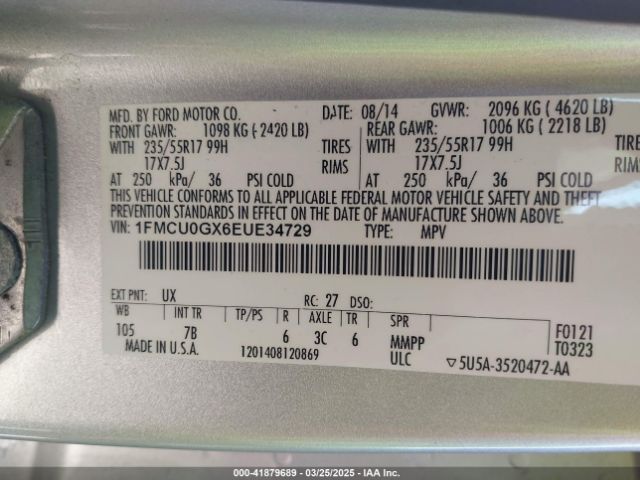 MFD. BY FORD MOTOR CO. DATE: 08/14 GVWR: 2096 KG ( 4620 LB)
FRONT GAWR: 1098 KG ( 2420 LB) REAR GAWR: 1006 KG ( 2218 LB)
WITH 235/55R17 99H TIRES WITH 235/55R17 99H TIRES
17X7.5J RIMS 17X7.5J RIMS
AT 250 kPa/ 36 PSI COLD AT 250 kPa/ 36 PSI COLD
THIS VEHICLE CONFORMS TO ALL APPLICABLE FEDERAL MOTOR VEHICLE SAFETY AND THEFT
PREVENTION STANDARDS IN EFFECT ON THE DATE OF MANUFACTURE SHOWN ABOVE.
VIN: 1FMCU0GX6EUE34729 TYPE: MPV
EXT PNT: UX RC: 27 DSO:
WB INT TR TP/PS R AXLE TR SPR
105 7B 6 3C 6 MMPP F0121
MADE IN U.S.A. 1201408120869 ULC T0323
▽5U5A-3520472-AA
000-41879689 - 03/25/2025 - IAA Inc.